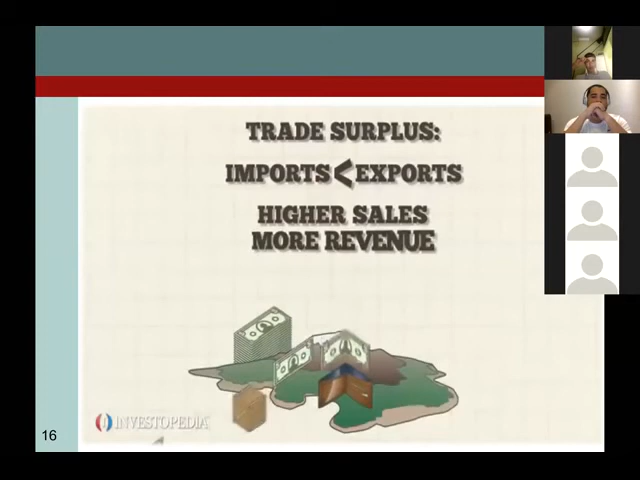 TRADE SURPLUS:
IMPORTS<EXPORTS
HIGHER SALES
MORE REVENUE
INVESTOPEDIA
16